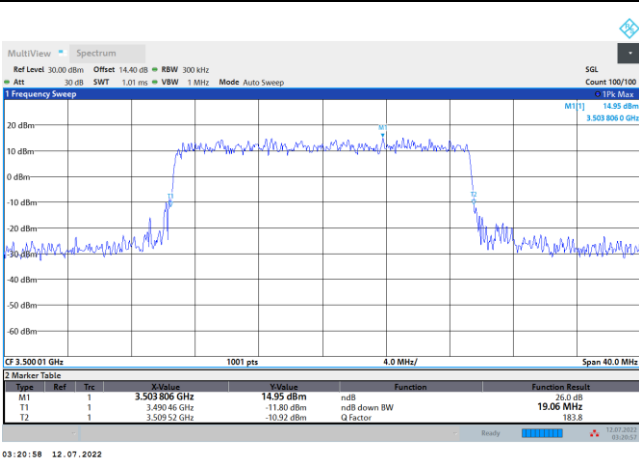 MultiView Spectrum
Ref Level 30.00 dBm Offset 14.40 dB RBW 300 kHz SGL
Att 30 dB SWT 1.01 ms VBW 1 MHz Mode Auto Sweep Count 100/100
1 Frequency Sweep 1Pk Max
M1[1] 14.95 dBm
3.503 806 0 GHz
20 dBm
M1
10 dBm
0 dBm
T1 T2
-10 dBm
-20 dBm
-30 dBm
-40 dBm
-50 dBm
-60 dBm
CF 3.500 01 GHz 1001 pts 4.0 MHz/ Span 40.0 MHz
2 Marker Table
Type Ref Trc X-Value Y-Value Function Function Result
M1 1 3.503 806 GHz 14.95 dBm ndB 26.0 dB
T1 1 3.490 46 GHz -11.80 dBm ndB down BW 19.06 MHz
T2 1 3.509 52 GHz -10.92 dBm Q Factor 183.8
Ready 12.07.2022
03:20:57
03:20:58 12.07.2022